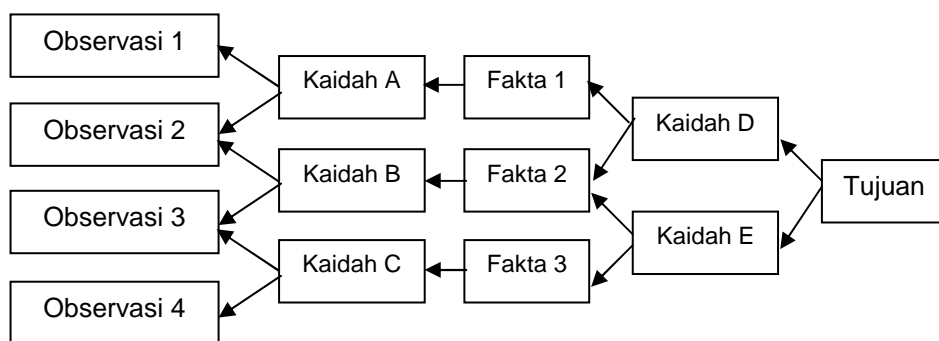 Observasi 1
Observasi 2
Observasi 3
Observasi 4
Kaidah A
Kaidah B
Kaidah C
Fakta 1
Fakta 2
Fakta 3
Kaidah D
Kaidah E
Tujuan